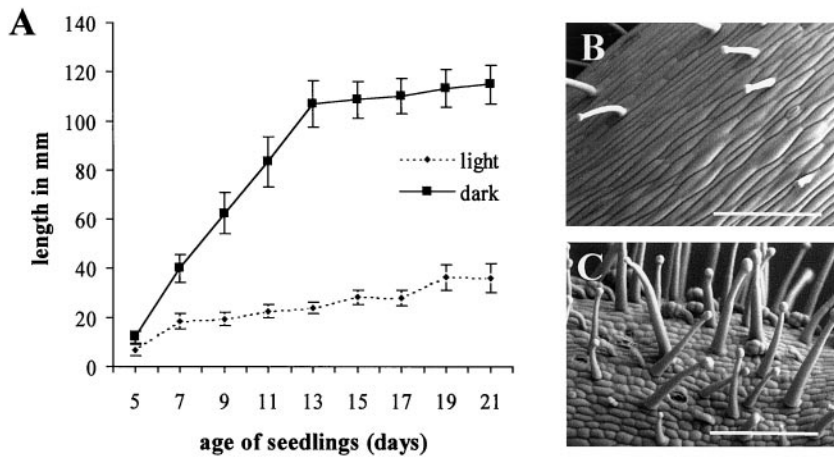 A
length in mm
140
120
100
80
60
40
20
0
light
dark
5 7 9 11 13 15 17 19 21
age of seedlings (days)
B
C